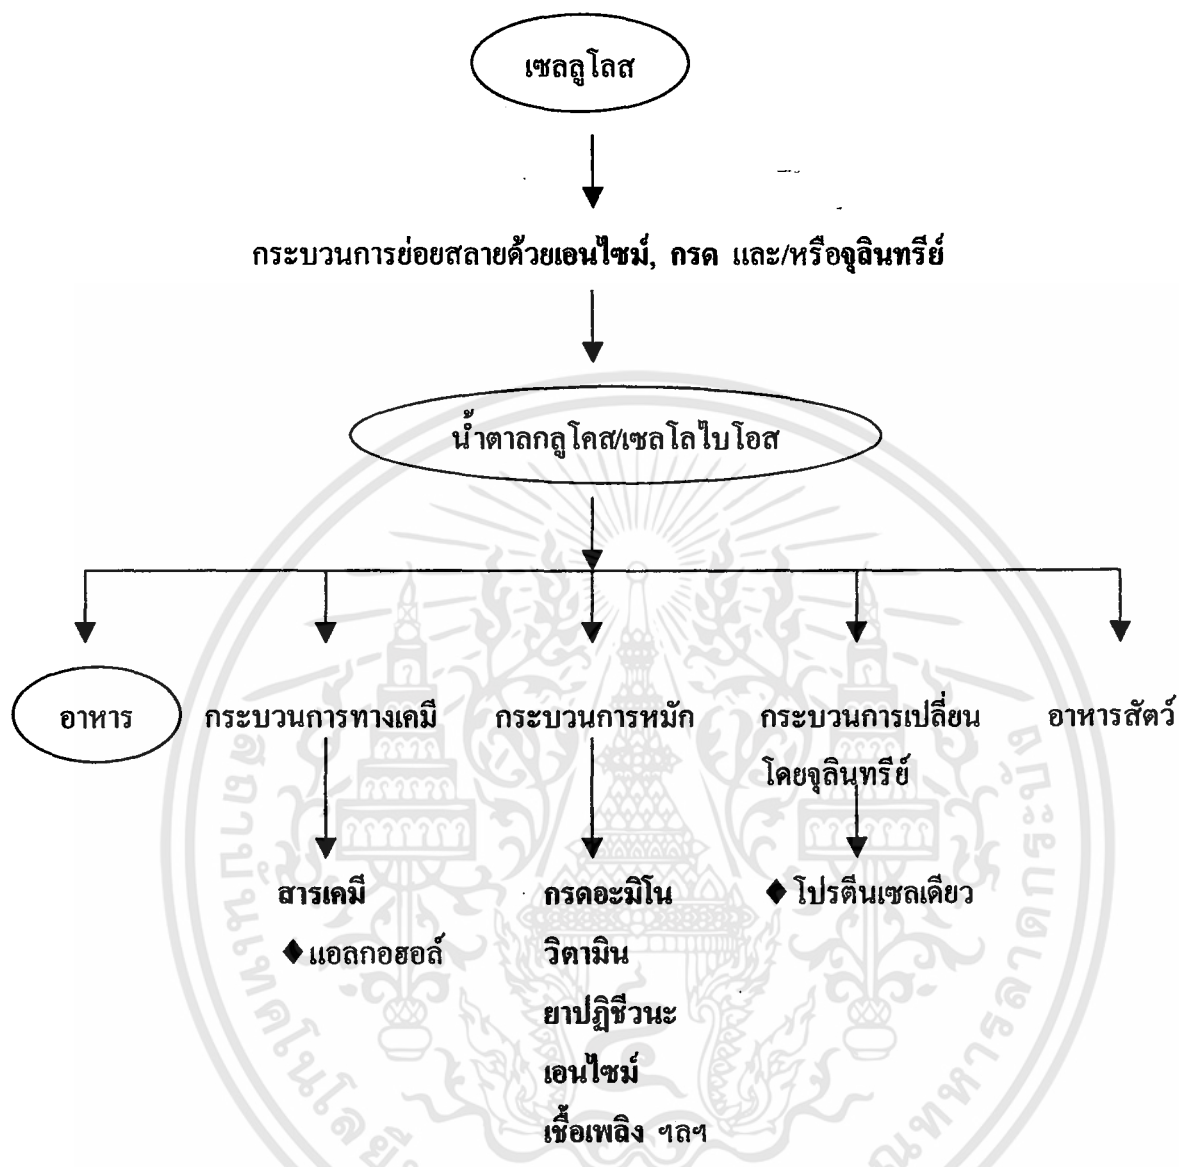 เซลลูโลส
กระบวนการย่อยสลายด้วยเอนไซม์, กรด และ/หรือจุลินทรีย์
น้ำตาลกลูโคส/เซลโลไบโอส
อาหาร
กระบวนการทางเคมี
กระบวนการหมัก
กระบวนการเปลี่ยน
โดยจุลินทรีย์
อาหารสัตว์
สารเคมี
◆ แอลกอฮอล์
กรดอะมิโน
วิตามิน
ยาปฏิชีวนะ
เอนไซม์
เชื้อเพลิง ฯลฯ
◆ โปรตีนเซลเดียว